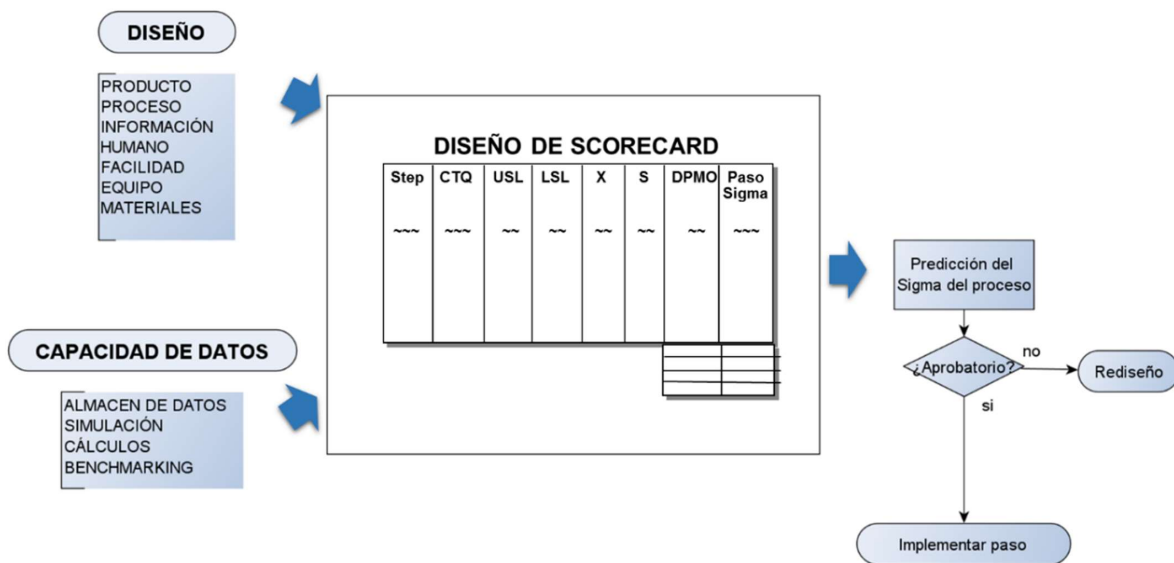 DISEÑO
PRODUCTO
PROCESO
INFORMACIÓN
HUMANO
FACILIDAD
EQUIPO
MATERIALES
CAPACIDAD DE DATOS
ALMACEN DE DATOS
SIMULACIÓN
CÁLCULOS
BENCHMARKING
DISEÑO DE SCORECARD
Step CTQ USL LSL X S DPMO Paso
Sigma
~~~ ~~~ ~~ ~~ ~~ ~~ ~~ ~~~
Predicción del
Sigma del proceso
¿Aprobatorio?
no
Rediseño
si
Implementar paso